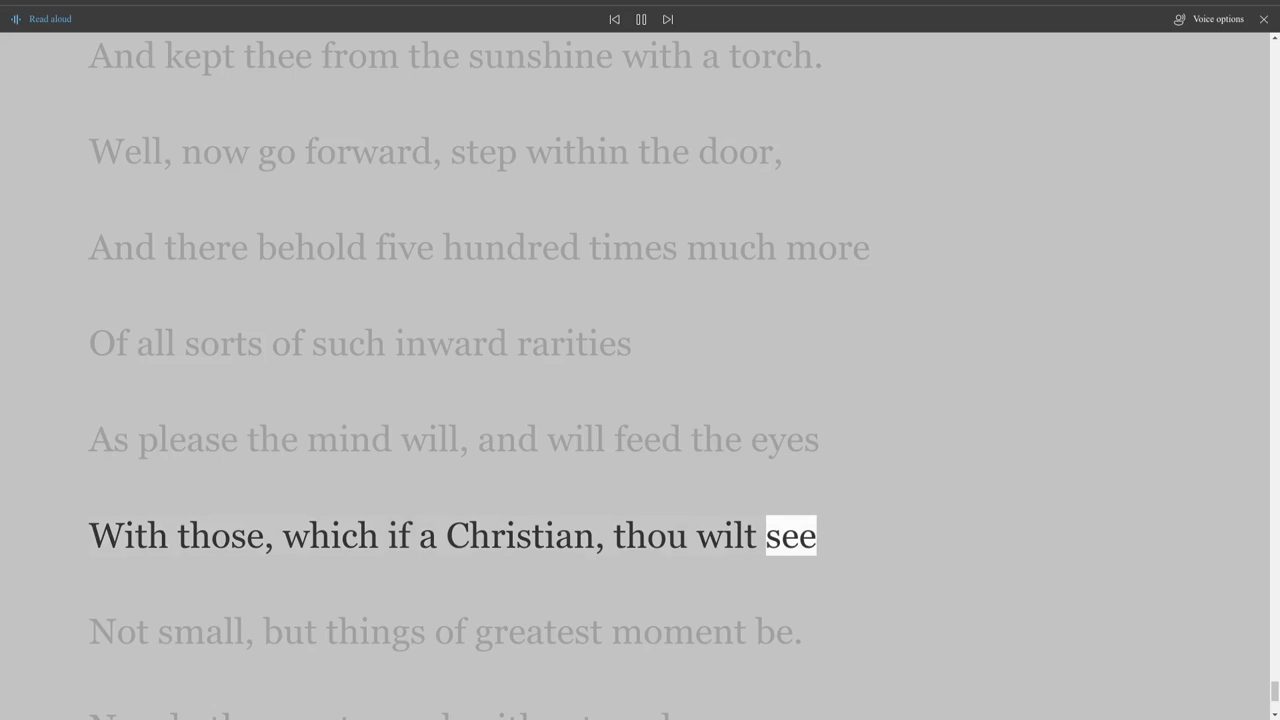 Read aloud
Voice options
And kept thee from the sunshine with a torch.
Well, now go forward, step within the door,
And there behold five hundred times much more
Of all sorts of such inward rarities
As please the mind will, and will feed the eyes
With those, which if a Christian, thou wilt see
Not small, but things of greatest moment be.